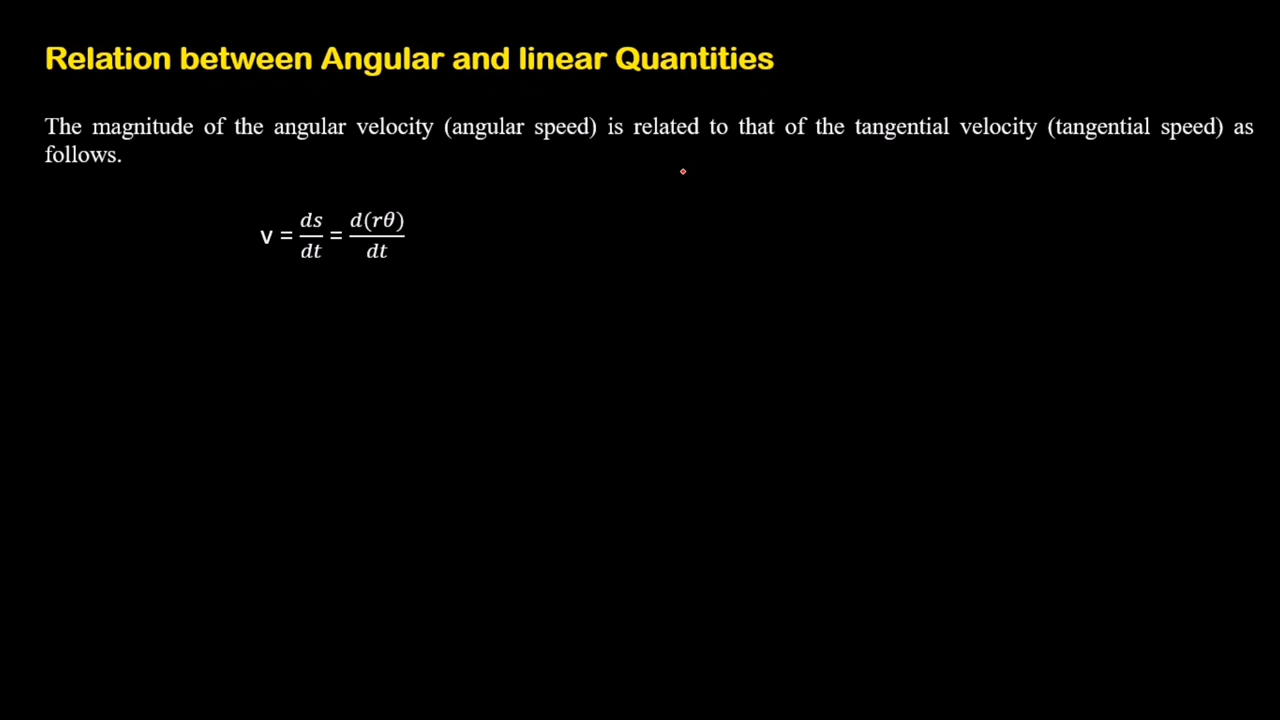 Relation between Angular and linear Quantities
The magnitude of the angular velocity (angular speed) is related to that of the tangential velocity (tangential speed) as
follows.
v = ds/dt = d(rθ)/dt